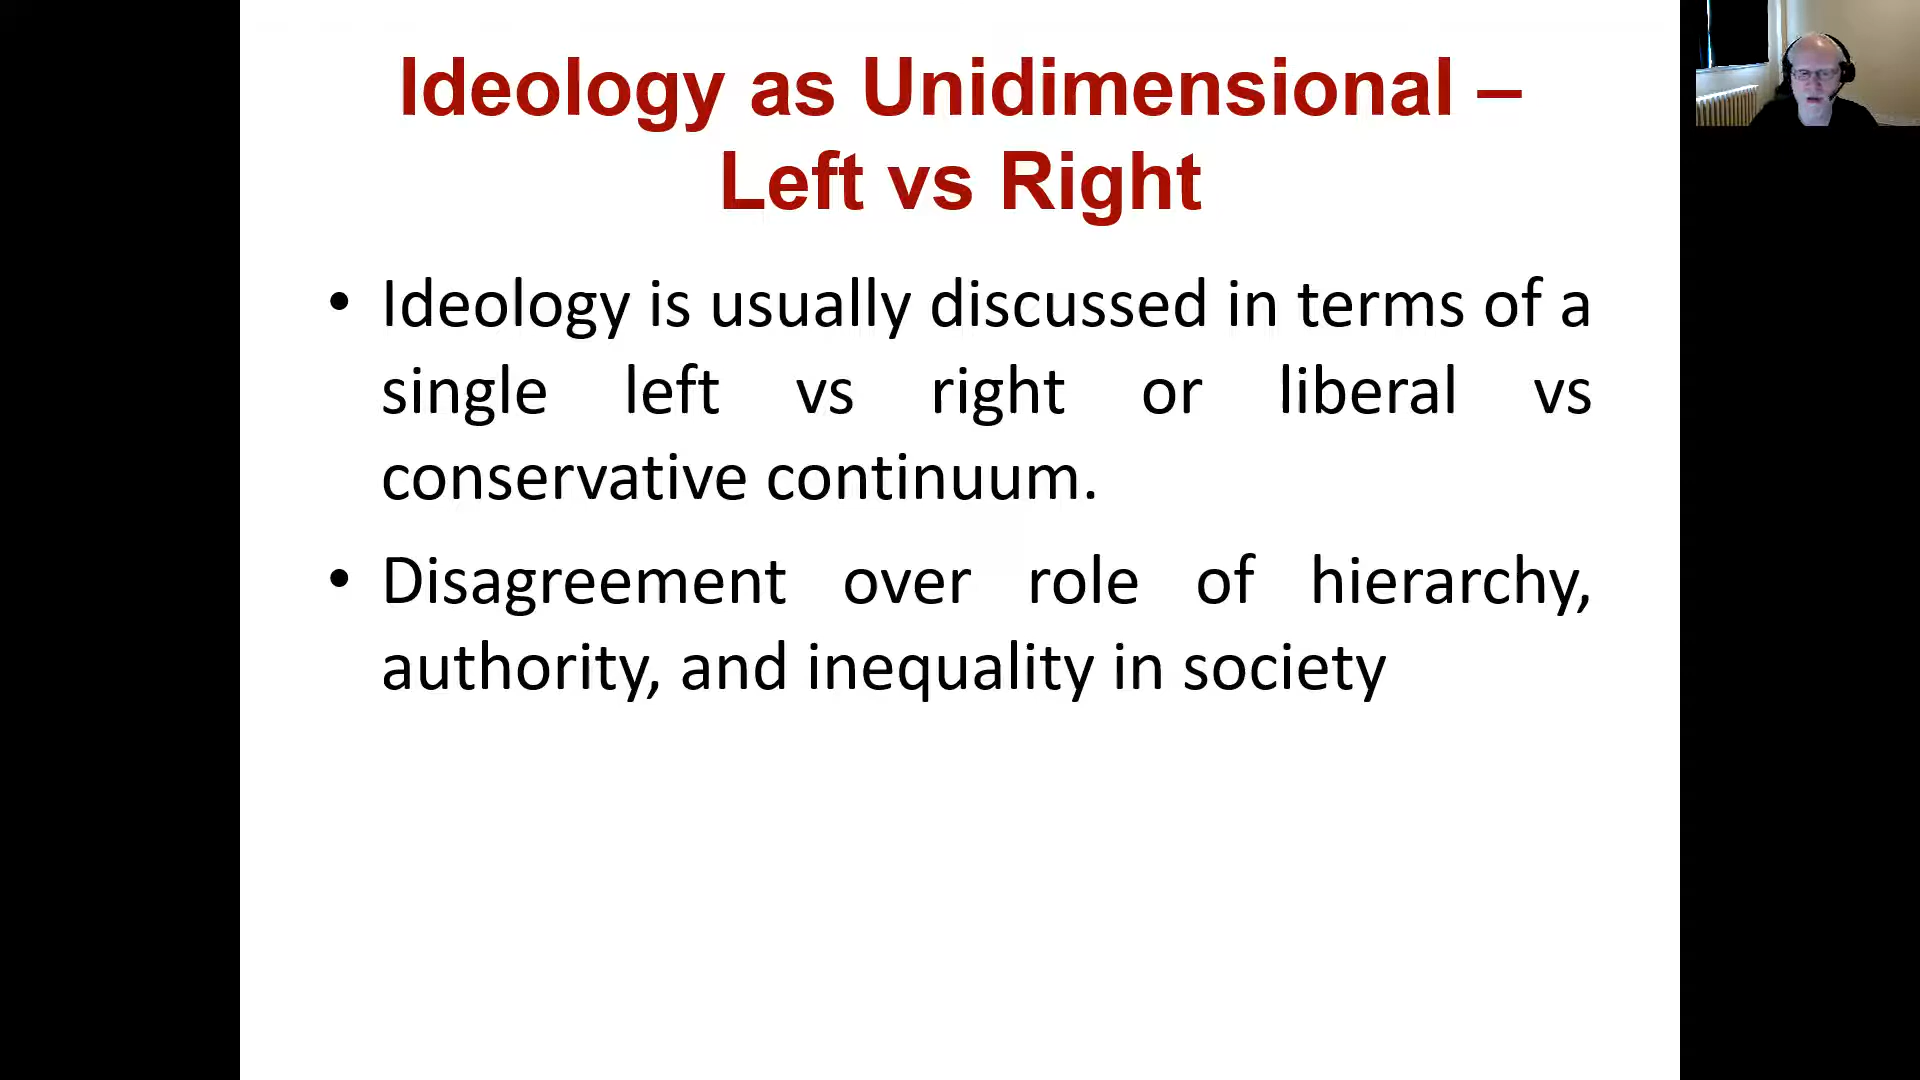 Ideology as Unidimensional –
Left vs Right
• Ideology is usually discussed in terms of a
single left vs right or liberal vs
conservative continuum.
• Disagreement over role of hierarchy,
authority, and inequality in society